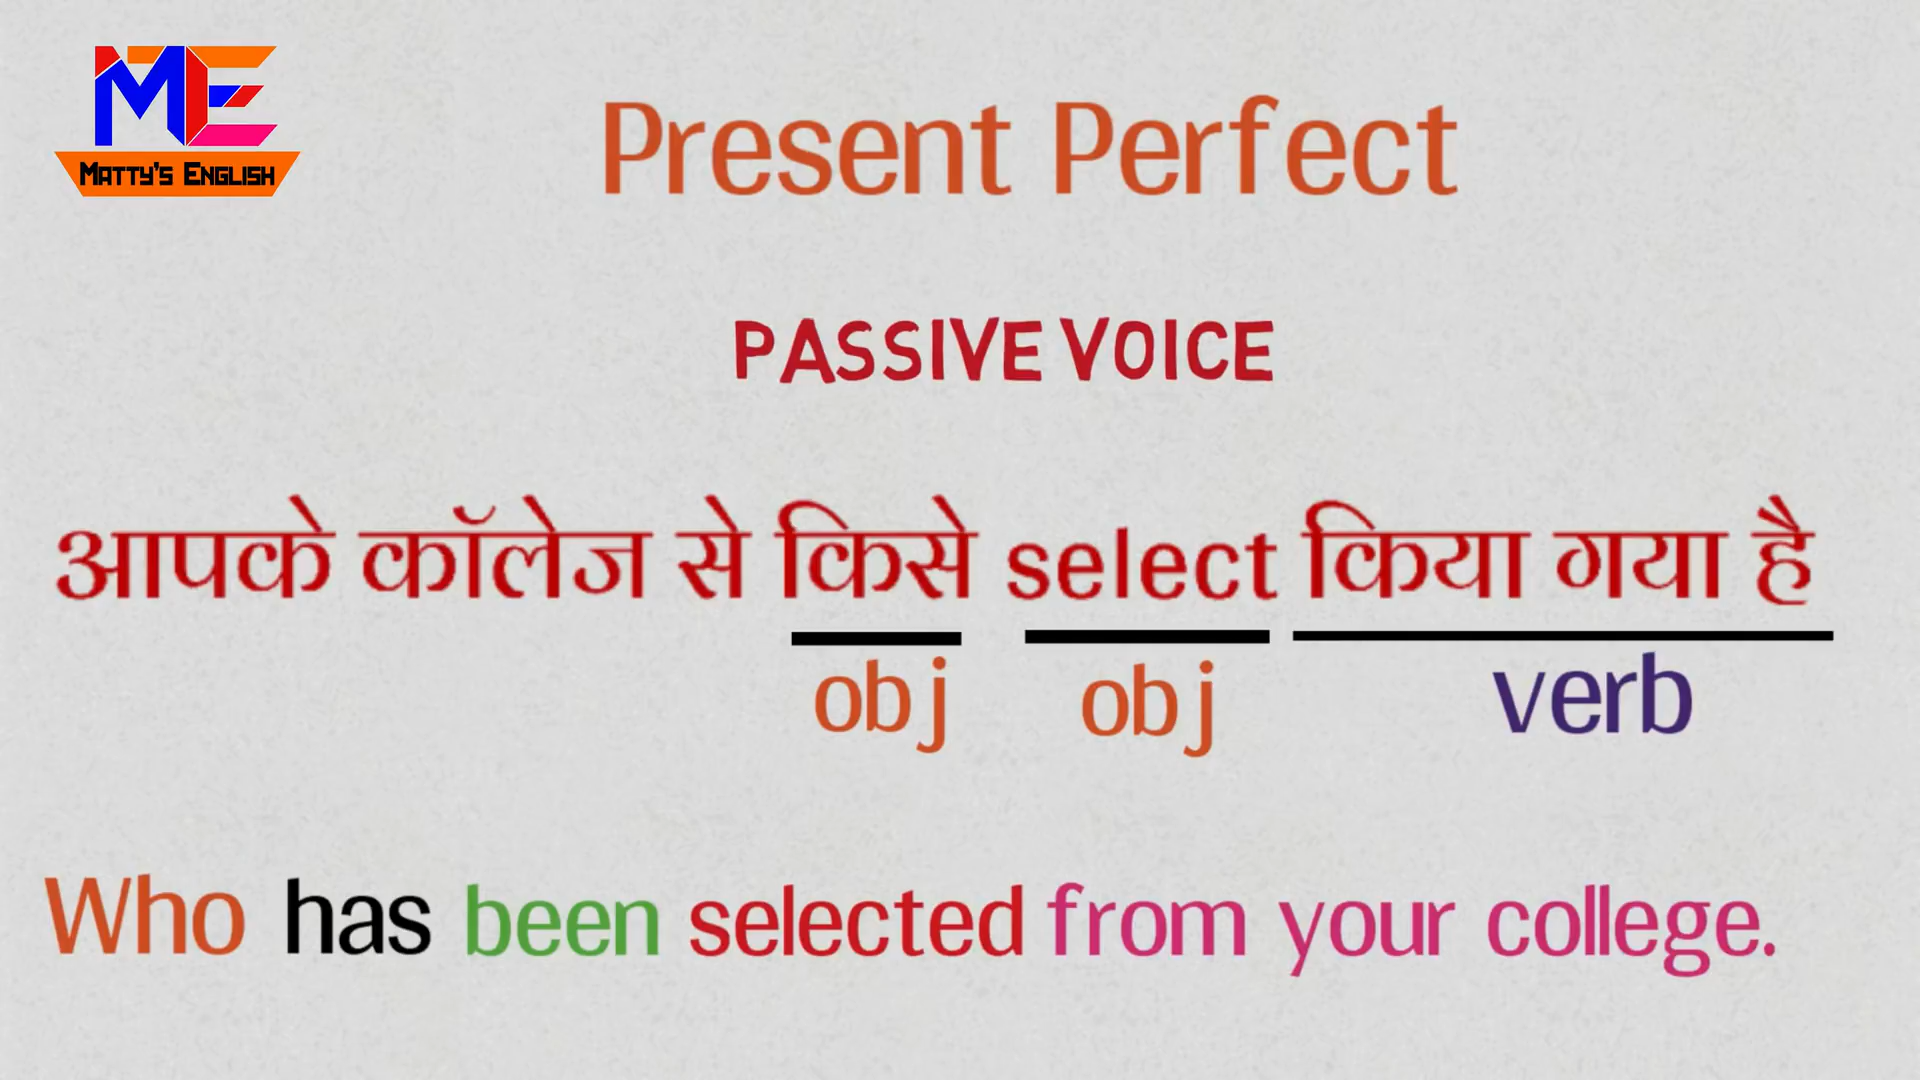 ME
MATTY'S ENGLISH
Present Perfect
PASSIVE VOICE
आपके कॉलेज से किसे select किया गया है
obj obj verb
Who has been selected from your college.